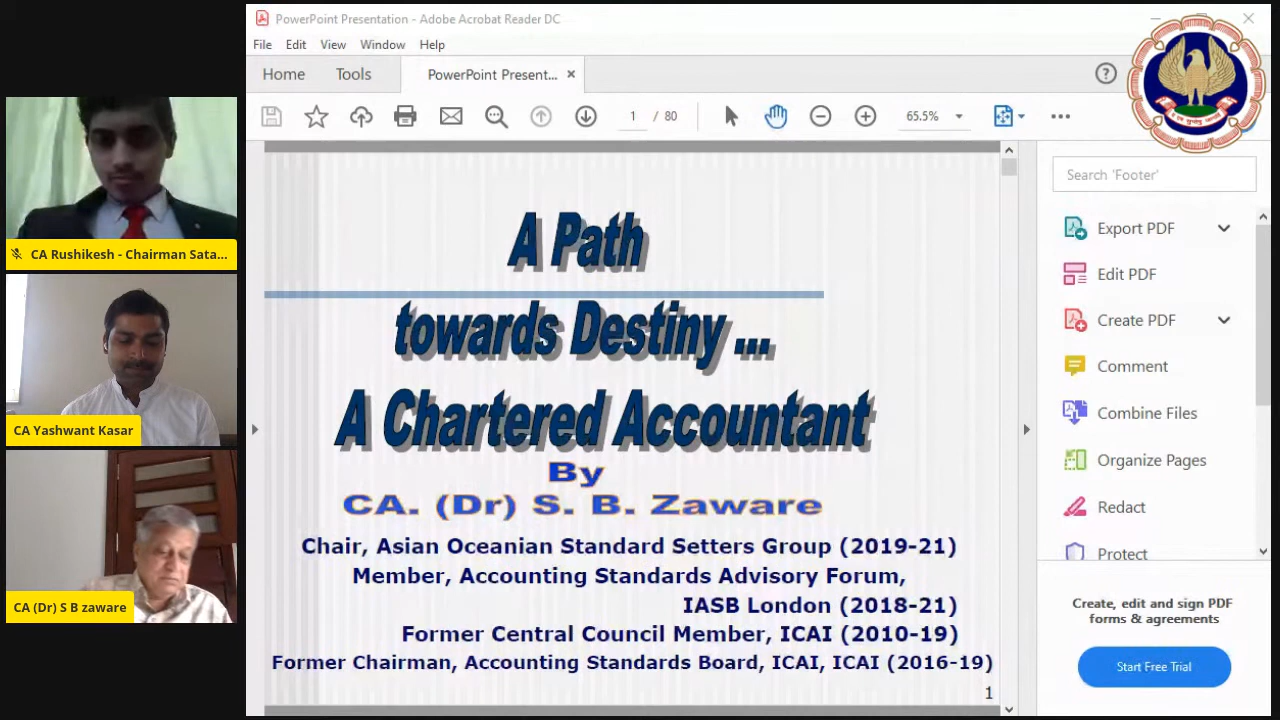 PowerPoint Presentation - Adobe Acrobat Reader DC
File Edit View Window Help
Home Tools PowerPoint Present...
1 / 80 65.5%
CA Rushikesh - Chairman Sata...
CA Yashwant Kasar
CA (Dr) S B zaware
A Path
towards Destiny ...
A Chartered Accountant
By
CA. (Dr) S. B. Zaware
Chair, Asian Oceanian Standard Setters Group (2019-21)
Member, Accounting Standards Advisory Forum,
IASB London (2018-21)
Former Central Council Member, ICAI (2010-19)
Former Chairman, Accounting Standards Board, ICAI, ICAI (2016-19)
1
Search 'Footer'
Export PDF
Edit PDF
Create PDF
Comment
Combine Files
Organize Pages
Redact
Protect
Create, edit and sign PDF
forms & agreements
Start Free Trial